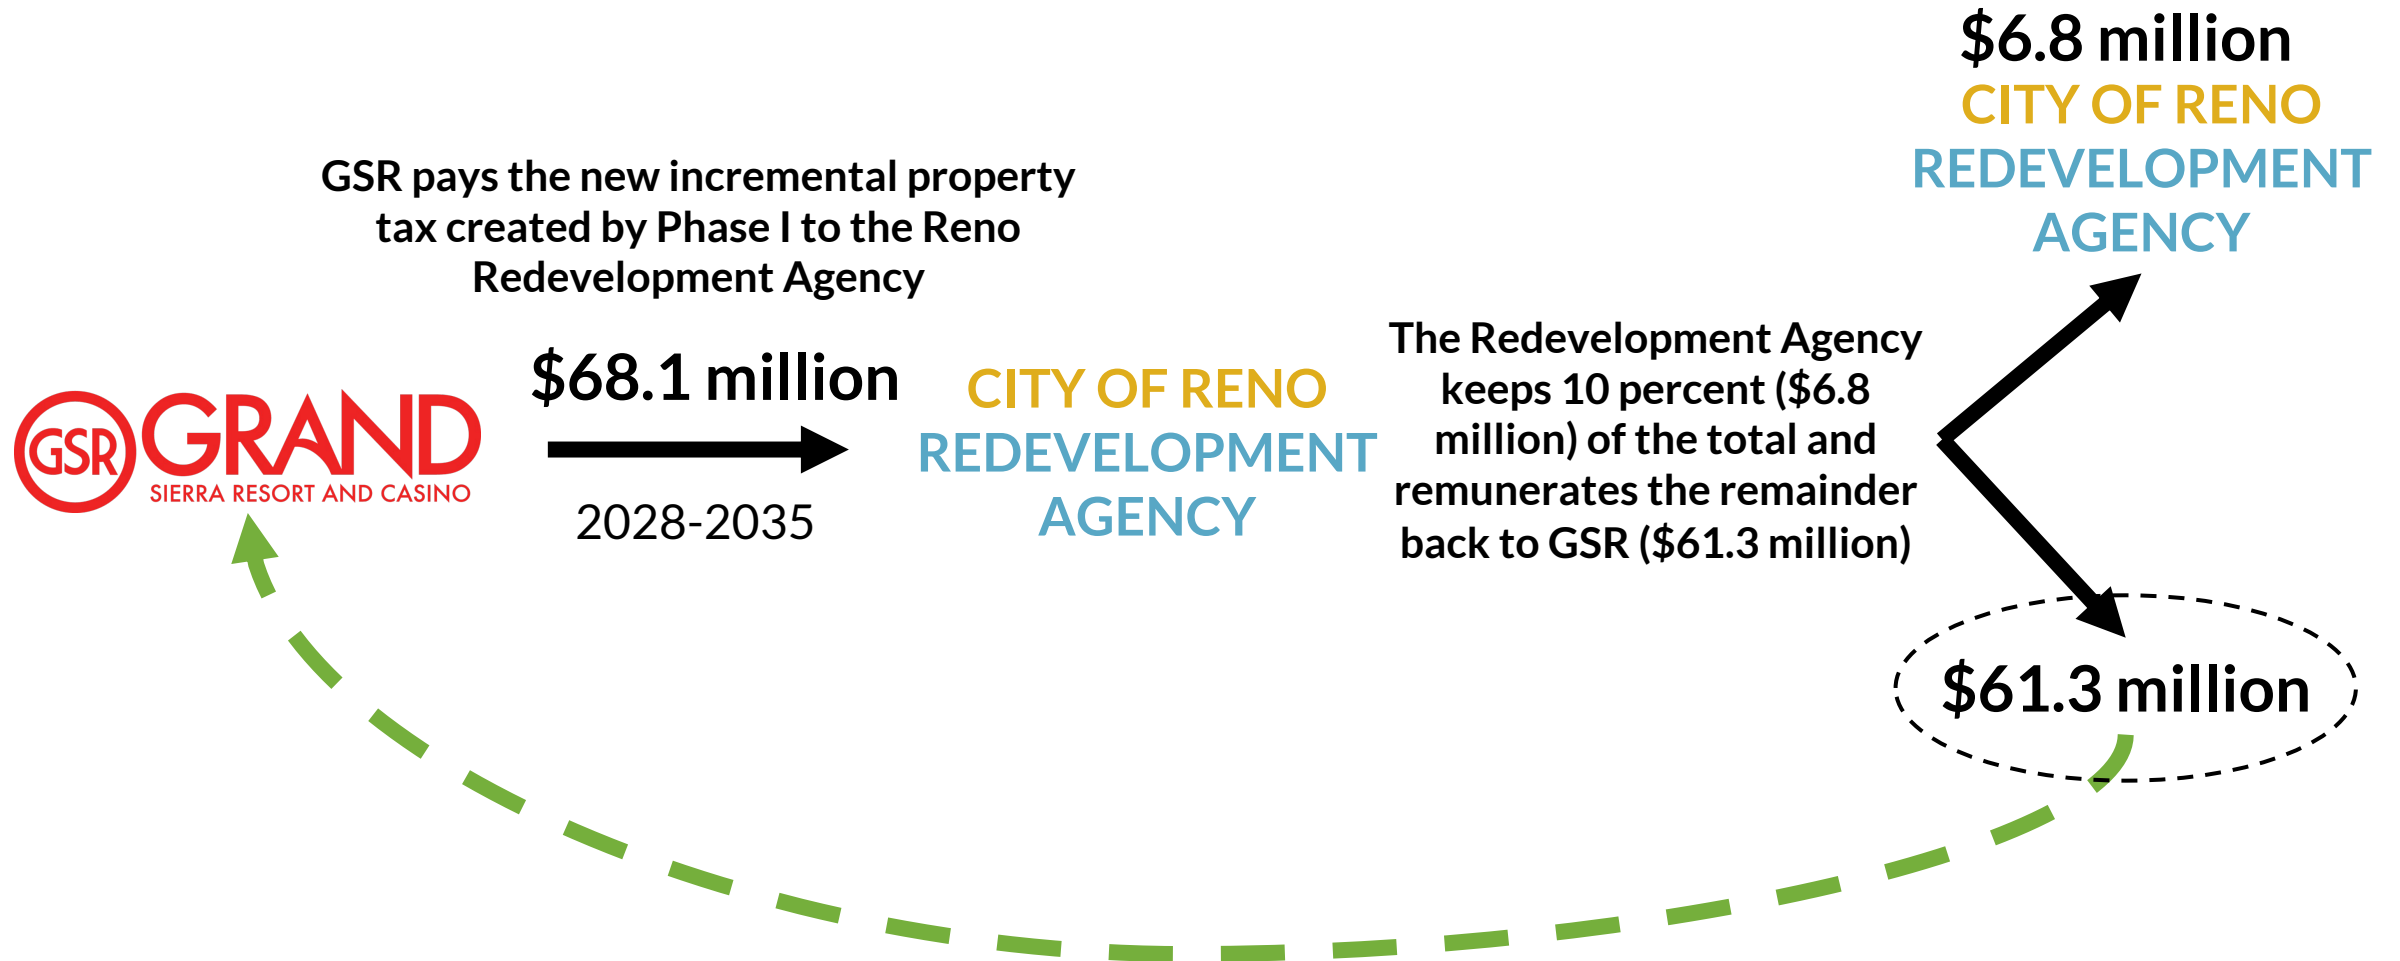 GSR pays the new incremental property
tax created by Phase I to the Reno
Redevelopment Agency
GSR
GRAND
SIERRA RESORT AND CASINO
$68.1 million
2028-2035
CITY OF RENO
REDEVELOPMENT
AGENCY
The Redevelopment Agency
keeps 10 percent ($6.8
million) of the total and
remunerates the remainder
back to GSR ($61.3 million)
$6.8 million
CITY OF RENO
REDEVELOPMENT
AGENCY
$61.3 million